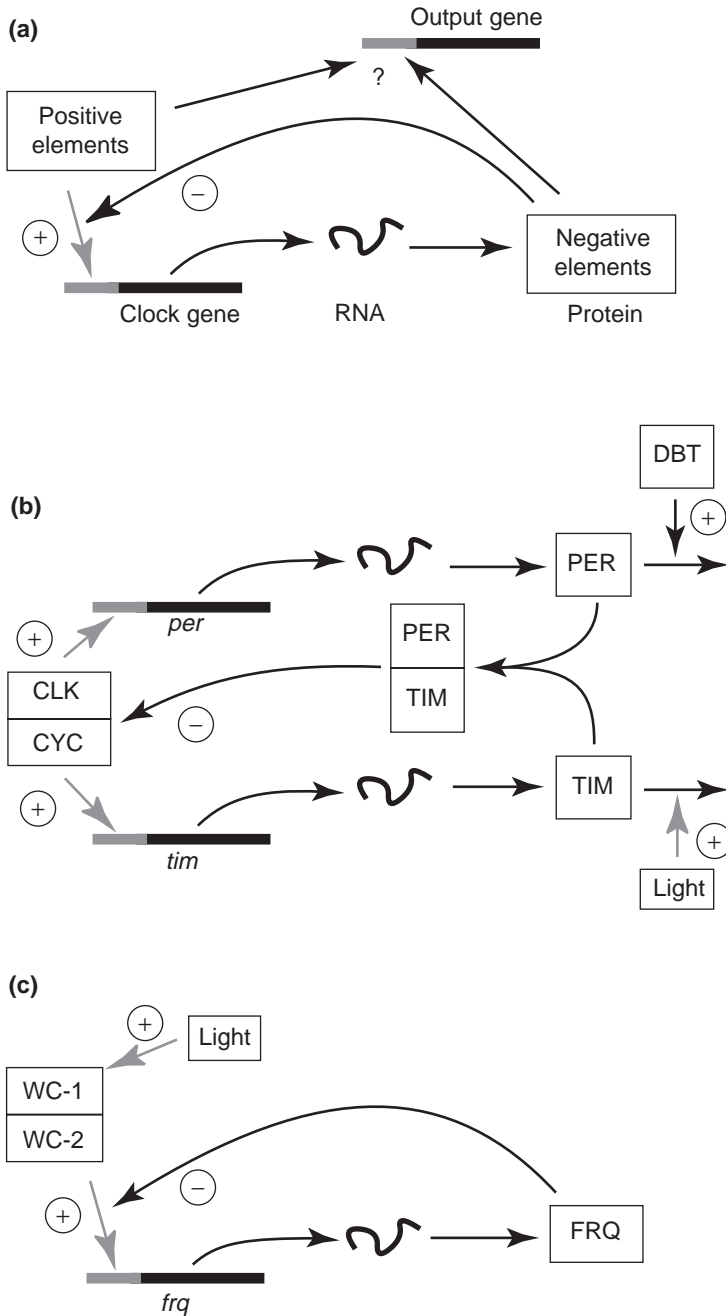 (a)
Output gene
?
Positive
elements
−
+
Negative
elements
Clock gene
RNA
Protein
DBT
(b)
+
PER
per
+
PER
TIM
CLK
CYC
−
+
TIM
tim
+
Light
(c)
+
Light
WC-1
WC-2
−
+
FRQ
frq